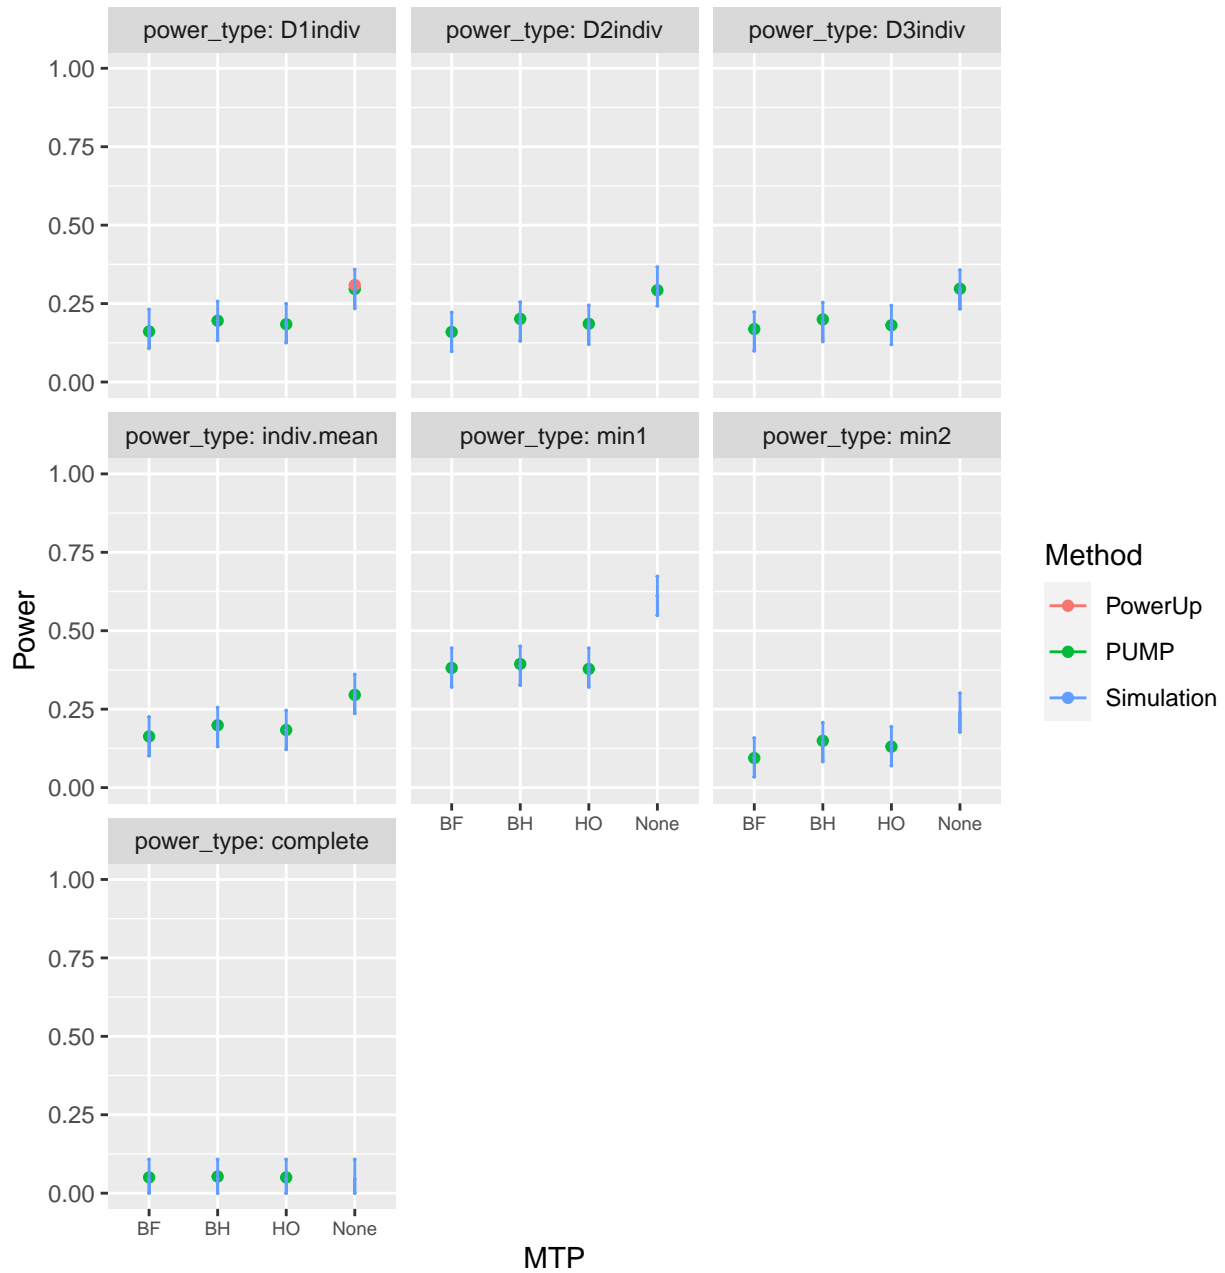 power_type: D1indiv
power_type: D2indiv
power_type: D3indiv
1.00
0.75
0.50
0.25
0.00
power_type: indiv.mean
power_type: min1
power_type: min2
1.00
0.75
0.50
0.25
0.00
BF BH HO None
BF BH HO None
power_type: complete
1.00
0.75
0.50
0.25
0.00
BF BH HO None
Power
MTP
Method
PowerUp
PUMP
Simulation